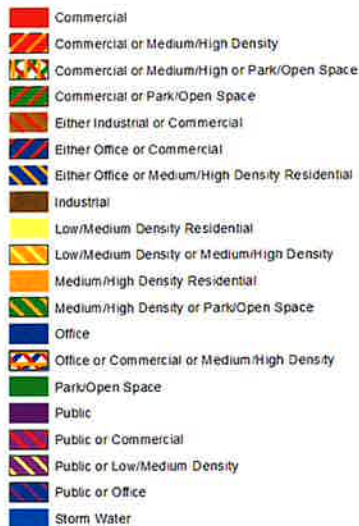 Commercial
Commercial or Medium/High Density
Commercial or Medium/High or Park/Open Space
Commercial or Park/Open Space
Either Industrial or Commercial
Either Office or Commercial
Either Office or Medium/High Density Residential
Industrial
Low/Medium Density Residential
Low/Medium Density or Medium/High Density
Medium/High Density Residential
Medium/High Density or Park/Open Space
Office
Office or Commercial or Medium/High Density
Park/Open Space
Public
Public or Commercial
Public or Low/Medium Density
Public or Office
Storm Water